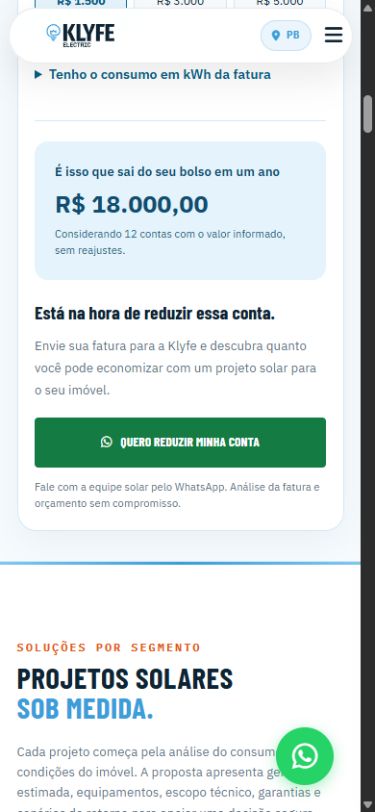 R$ 1.500 R$ 3.000 R$ 5.000
KLYFE
ELECTRIC
PB
Tenho o consumo em kWh da fatura
É isso que sai do seu bolso em um ano
R$ 18.000,00
Considerando 12 contas com o valor informado,
sem reajustes.
Está na hora de reduzir essa conta.
Envie sua fatura para a Klyfe e descubra quanto
você pode economizar com um projeto solar para
o seu imóvel.
QUERO REDUZIR MINHA CONTA
Fale com a equipe solar pelo WhatsApp. Análise da fatura e
orçamento sem compromisso.
SOLUÇÕES POR SEGMENTO
PROJETOS SOLARES
SOB MEDIDA.
Cada projeto começa pela análise do
condições do imóvel. A proposta apresenta
estimada, equipamentos, escopo técnico, garantias e